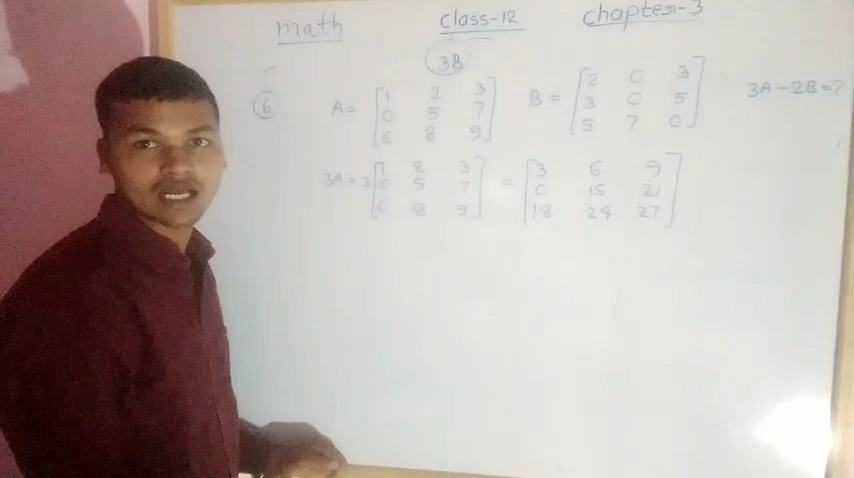 math Class-12 Chapter-3
3B
6 A = [1 2 3 B = [2 0 3 3A - 2B = ?
0 5 7 3 0 5
6 8 9] 5 7 0]
3A = 3[1 2 3 = [3 6 9
0 5 7 0 15 21
6 8 9] 18 24 27]